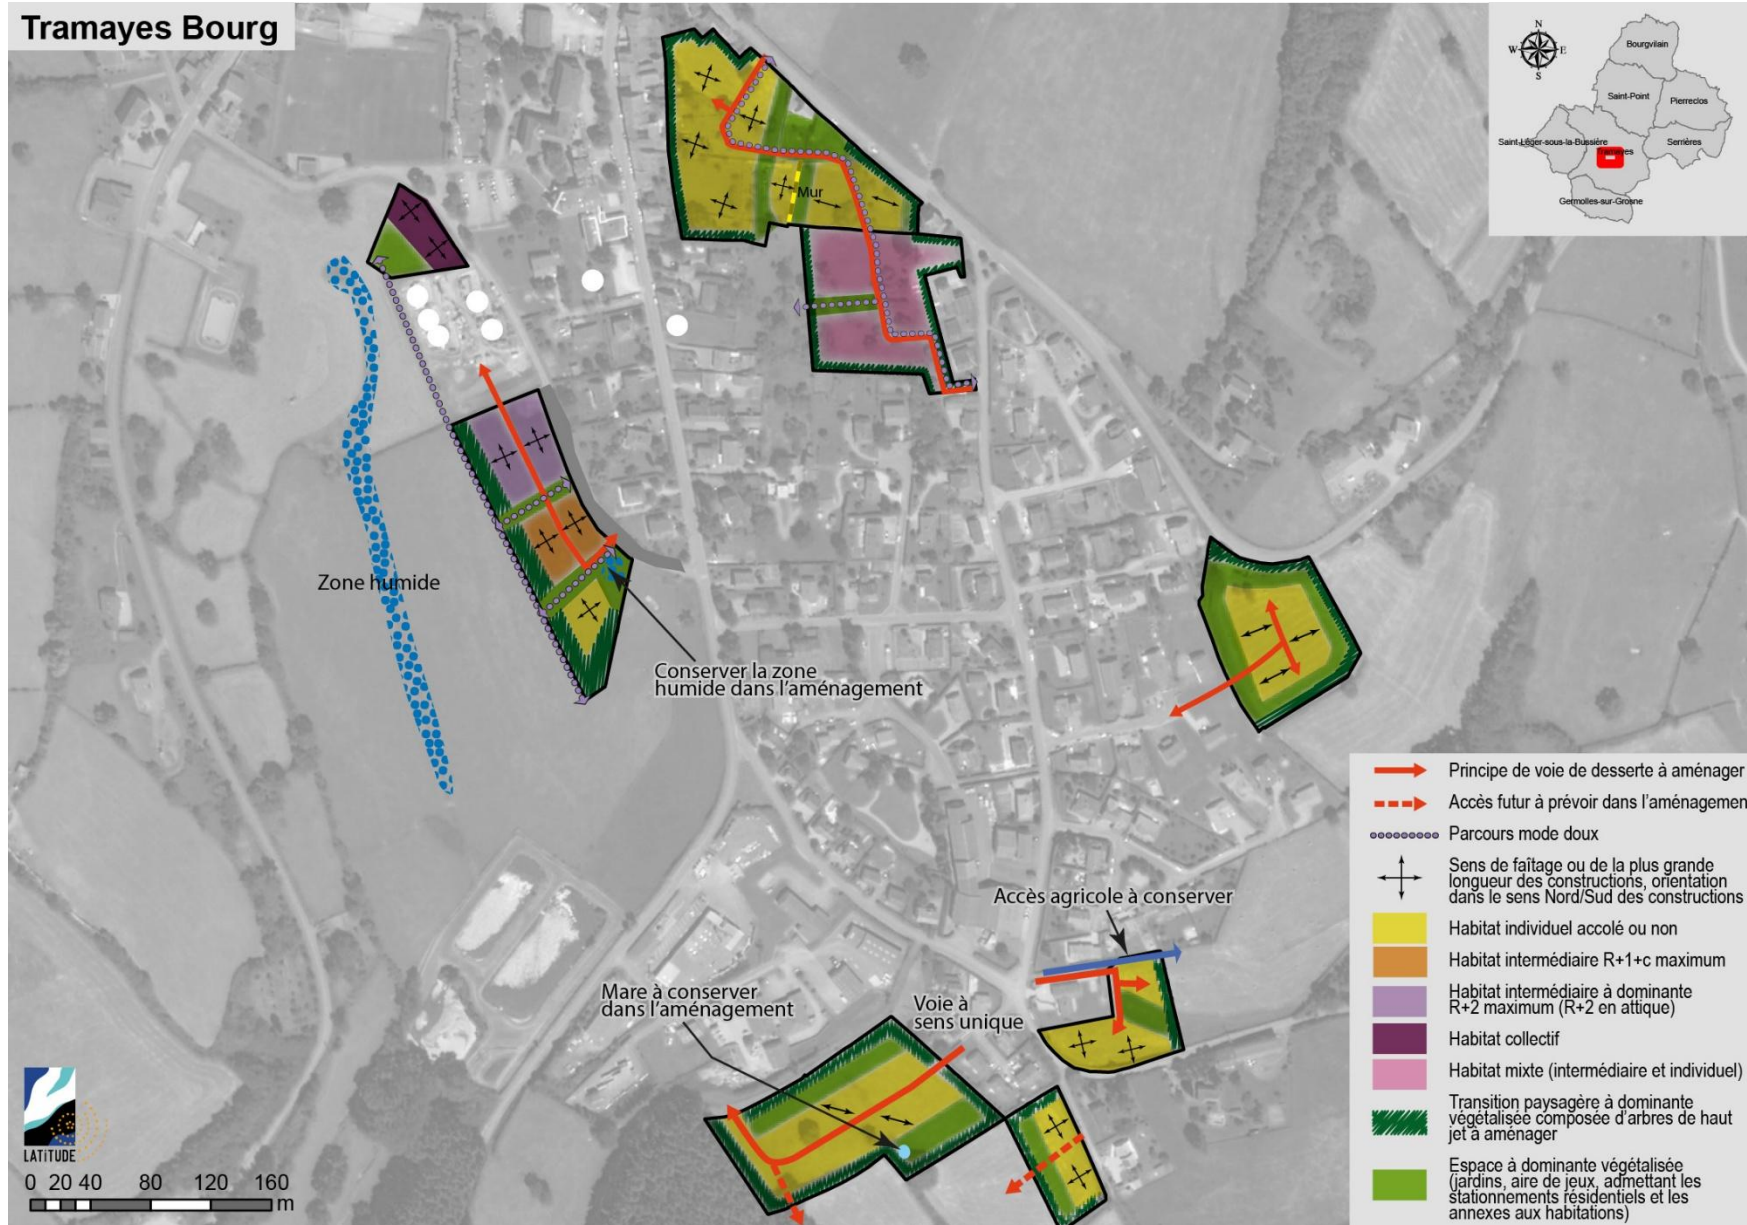 Tramayes Bourg
N
W
E
S
Bourgvilain
Saint-Point
Pierreclos
Saint-Léger-sous-la-Bussière
Tramayes
Serrières
Germolles-sur-Grosne
Mur
Zone humide
Conserver la zone
humide dans l'aménagement
Accès agricole à conserver
Mare à conserver
dans l'aménagement
Voie à
sens unique
Principe de voie de desserte à aménager
Accès futur à prévoir dans l'aménagemen
Parcours mode doux
Sens de faîtage ou de la plus grande
longueur des constructions, orientation
dans le sens Nord/Sud des constructions
Habitat individuel accolé ou non
Habitat intermédiaire R+1+c maximum
Habitat intermédiaire à dominante
R+2 maximum (R+2 en attique)
Habitat collectif
Habitat mixte (intermédiaire et individuel)
Transition paysagère à dominante
végétalisée composée d'arbres de haut
jet à aménager
Espace à dominante végétalisée
(jardins, aire de jeux, admettant les
stationnements résidentiels et les
annexes aux habitations)
LATiTUDE
0 20 40 80 120 160
m